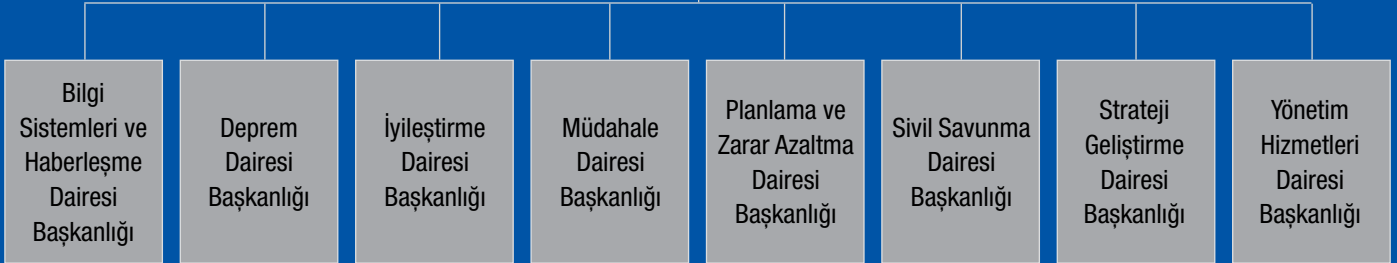 Bilgi
Sistemleri ve
Haberleşme
Dairesi
Başkanlığı
Deprem
Dairesi
Başkanlığı
İyileştirme
Dairesi
Başkanlığı
Müdahale
Dairesi
Başkanlığı
Planlama ve
Zarar Azaltma
Dairesi
Başkanlığı
Sivil Savunma
Dairesi
Başkanlığı
Strateji
Geliştirme
Dairesi
Başkanlığı
Yönetim
Hizmetleri
Dairesi
Başkanlığı